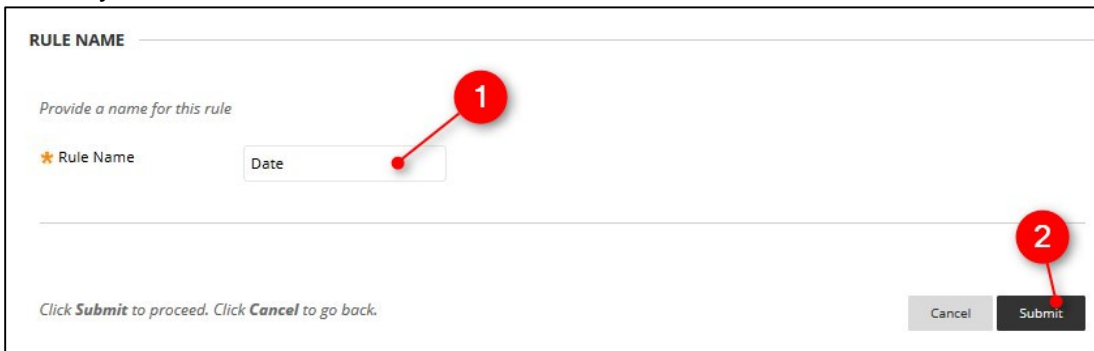 RULE NAME
Provide a name for this rule
1
* Rule Name
Date
2
Click Submit to proceed. Click Cancel to go back.
Cancel
Submit